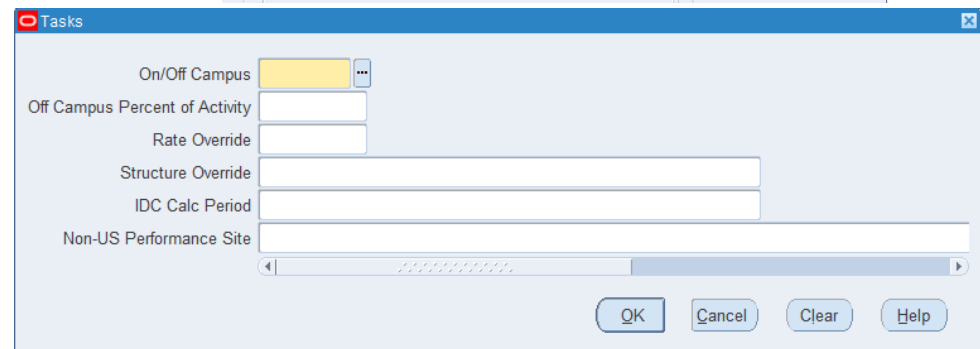 Tasks
On/Off Campus
Off Campus Percent of Activity
Rate Override
Structure Override
IDC Calc Period
Non-US Performance Site
OK Cancel Clear Help